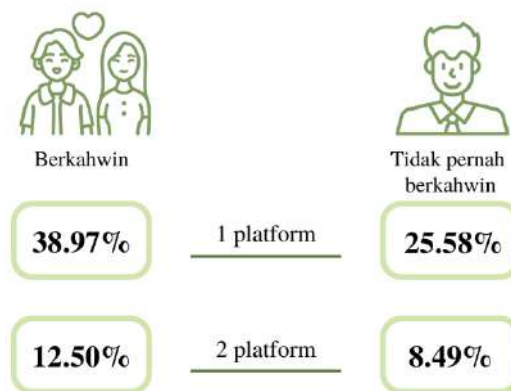 Berkahwin
Tidak pernah
berkahwin
38.97%
1 platform
25.58%
12.50%
2 platform
8.49%